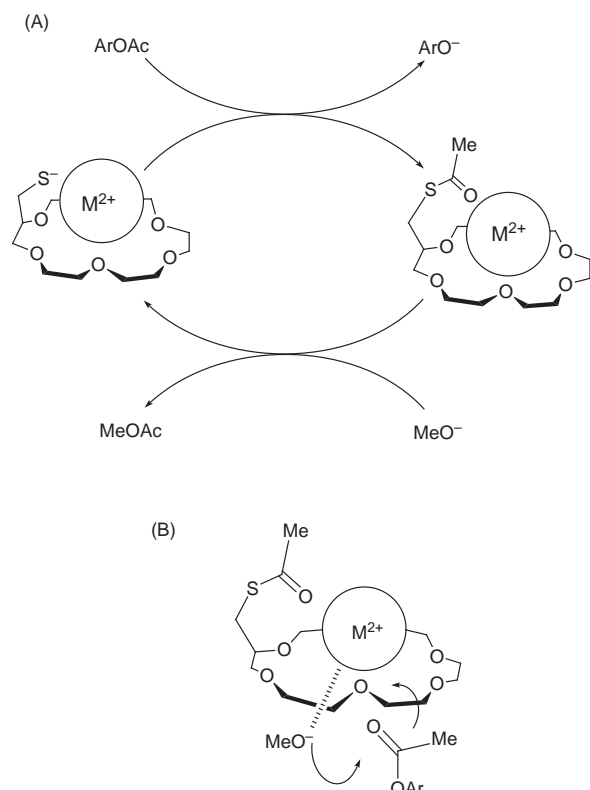 (A)
ArOAc ArO⁻
Me
S⁻ S O
M²⁺ M²⁺
O O O O
O O O O O O
MeOAc MeO⁻
(B)
Me
S O
M²⁺
O O
O O O
MeO⁻ O Me
OAr